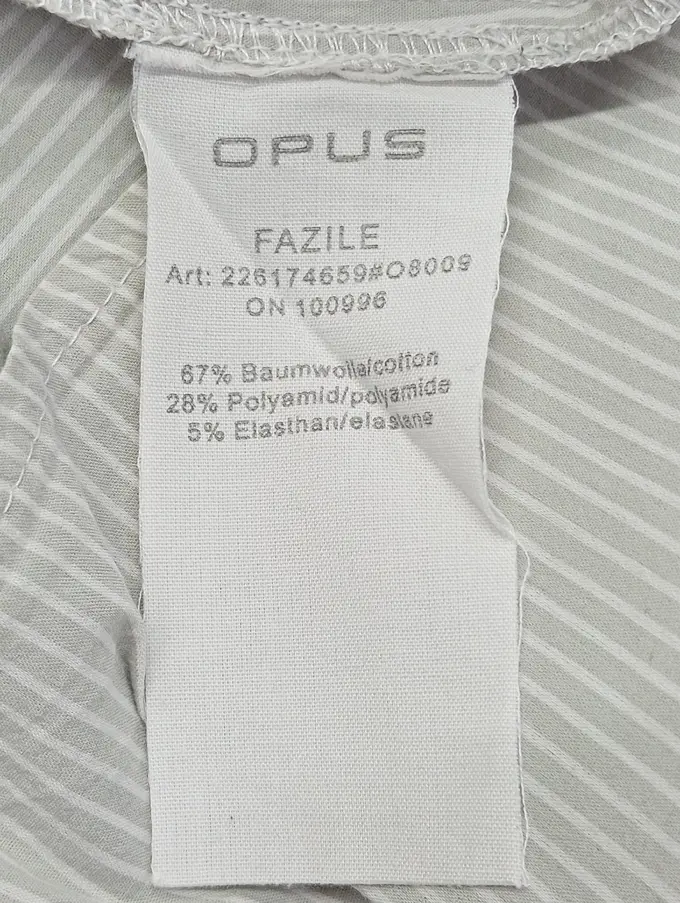 OPUS
FAZILE
Art: 226174659#O8009
ON 100996
67% Baumwolle/cotton
28% Polyamid/polyamide
5% Elasthan/elastane